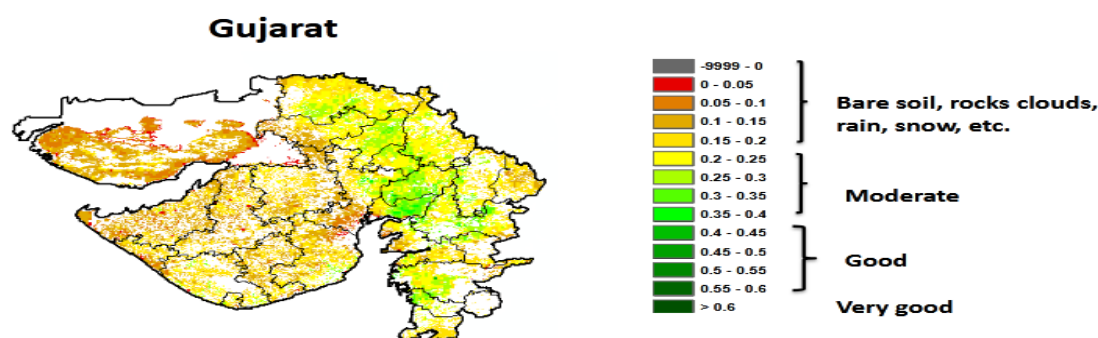 Gujarat
-9999 - 0
0 - 0.05
0.05 - 0.1
0.1 - 0.15
0.15 - 0.2
0.2 - 0.25
0.25 - 0.3
0.3 - 0.35
0.35 - 0.4
0.4 - 0.45
0.45 - 0.5
0.5 - 0.55
0.55 - 0.6
> 0.6
Bare soil, rocks clouds,
rain, snow, etc.
Moderate
Good
Very good